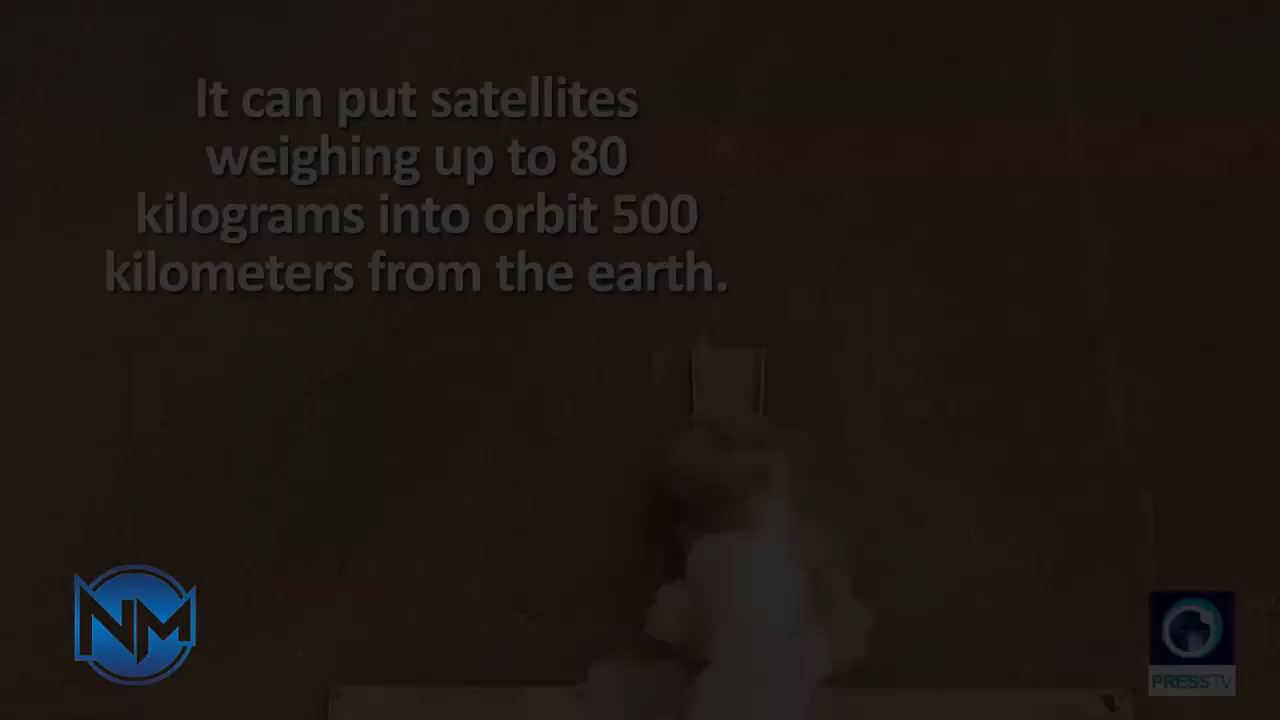 It can put satellites
weighing up to 80
kilograms into orbit 500
kilometers from the earth.
NM
PRESSTV